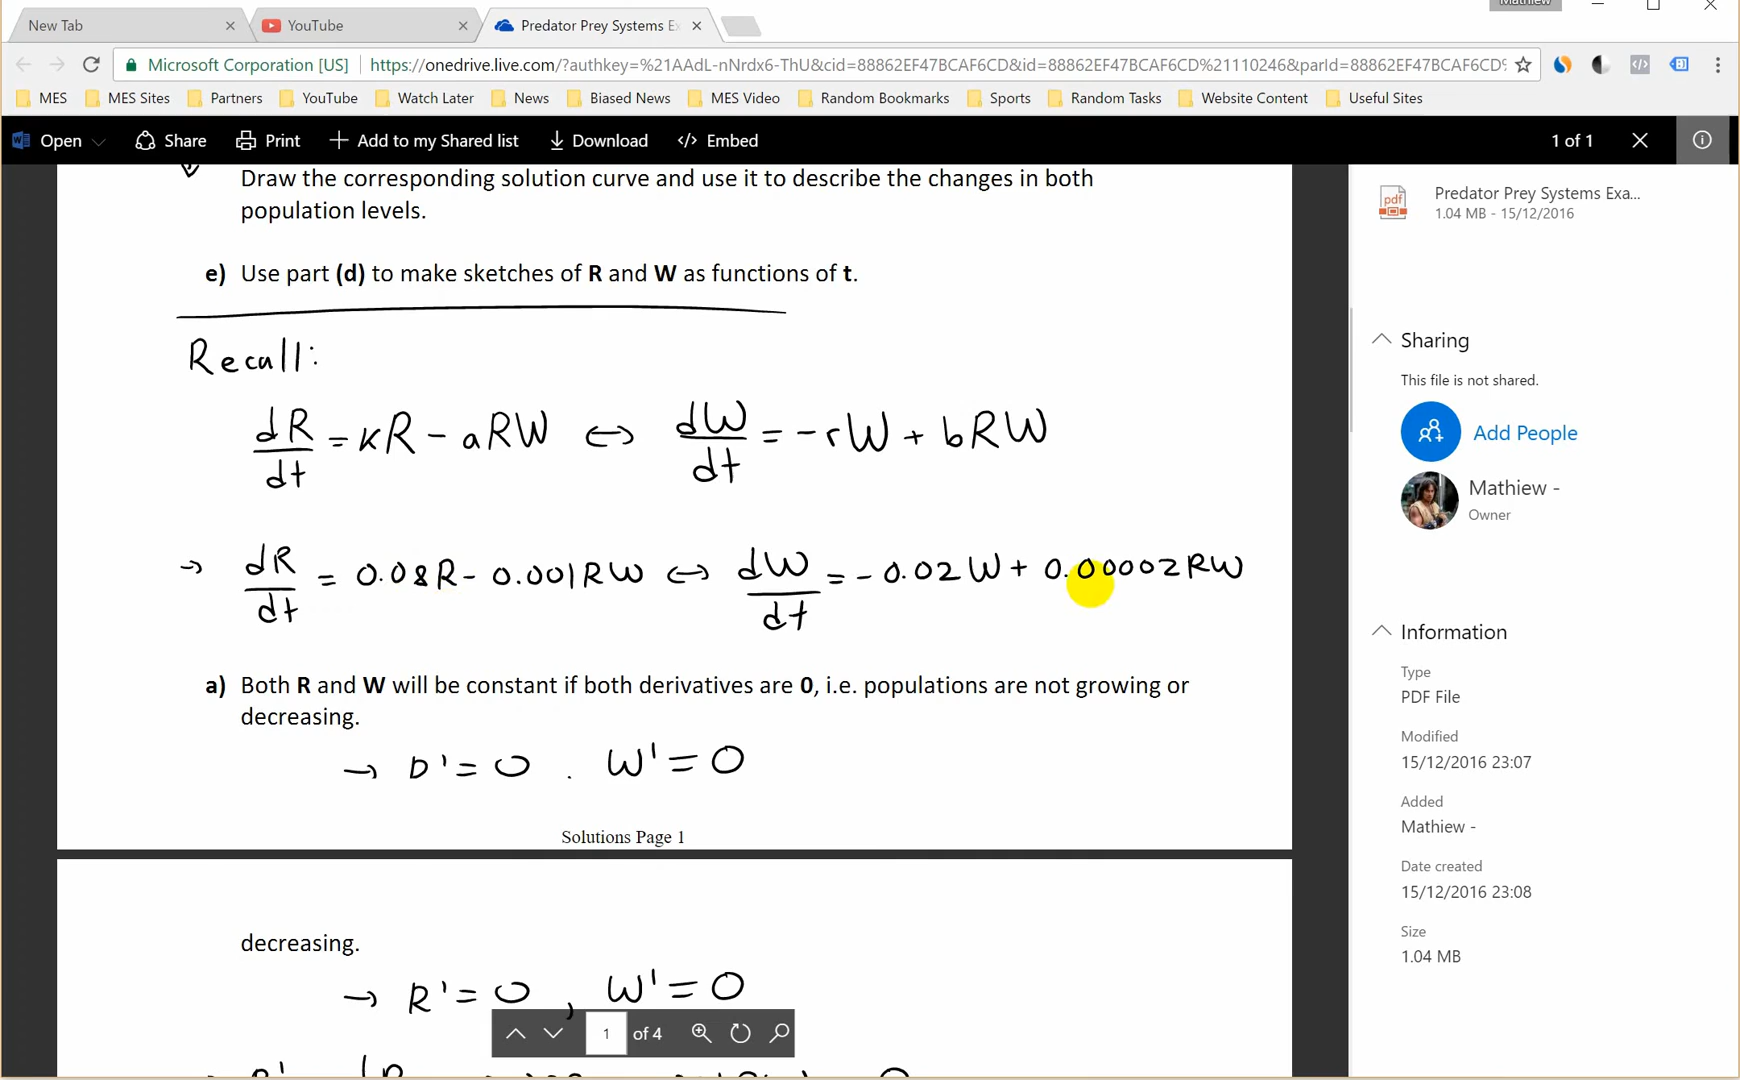 Mathiew
New Tab
YouTube
Predator Prey Systems Ex
Microsoft Corporation [US] https://onedrive.live.com/?authkey=%21AAdL-nNrdx6-ThU&cid=88862EF47BCAF6CD&id=88862EF47BCAF6CD%21110246&parId=88862EF47BCAF6CD%
MES MES Sites Partners YouTube Watch Later News Biased News MES Video Random Bookmarks Sports Random Tasks Website Content Useful Sites
Open Share Print Add to my Shared list Download </> Embed 1 of 1
Draw the corresponding solution curve and use it to describe the changes in both
population levels.
e) Use part (d) to make sketches of R and W as functions of t.
Recall:
dR/dt = kR - aRW ↔ dW/dt = -rW + bRW
→ dR/dt = 0.08R - 0.001RW ↔ dW/dt = -0.02W + 0.00002RW
a) Both R and W will be constant if both derivatives are 0, i.e. populations are not growing or
decreasing.
→ R' = 0 , W' = 0
Solutions Page 1
decreasing.
→ R' = 0 , W' = 0
1 of 4
pdf
Predator Prey Systems Exa...
1.04 MB - 15/12/2016
Sharing
This file is not shared.
Add People
Mathiew -
Owner
Information
Type
PDF File
Modified
15/12/2016 23:07
Added
Mathiew -
Date created
15/12/2016 23:08
Size
1.04 MB